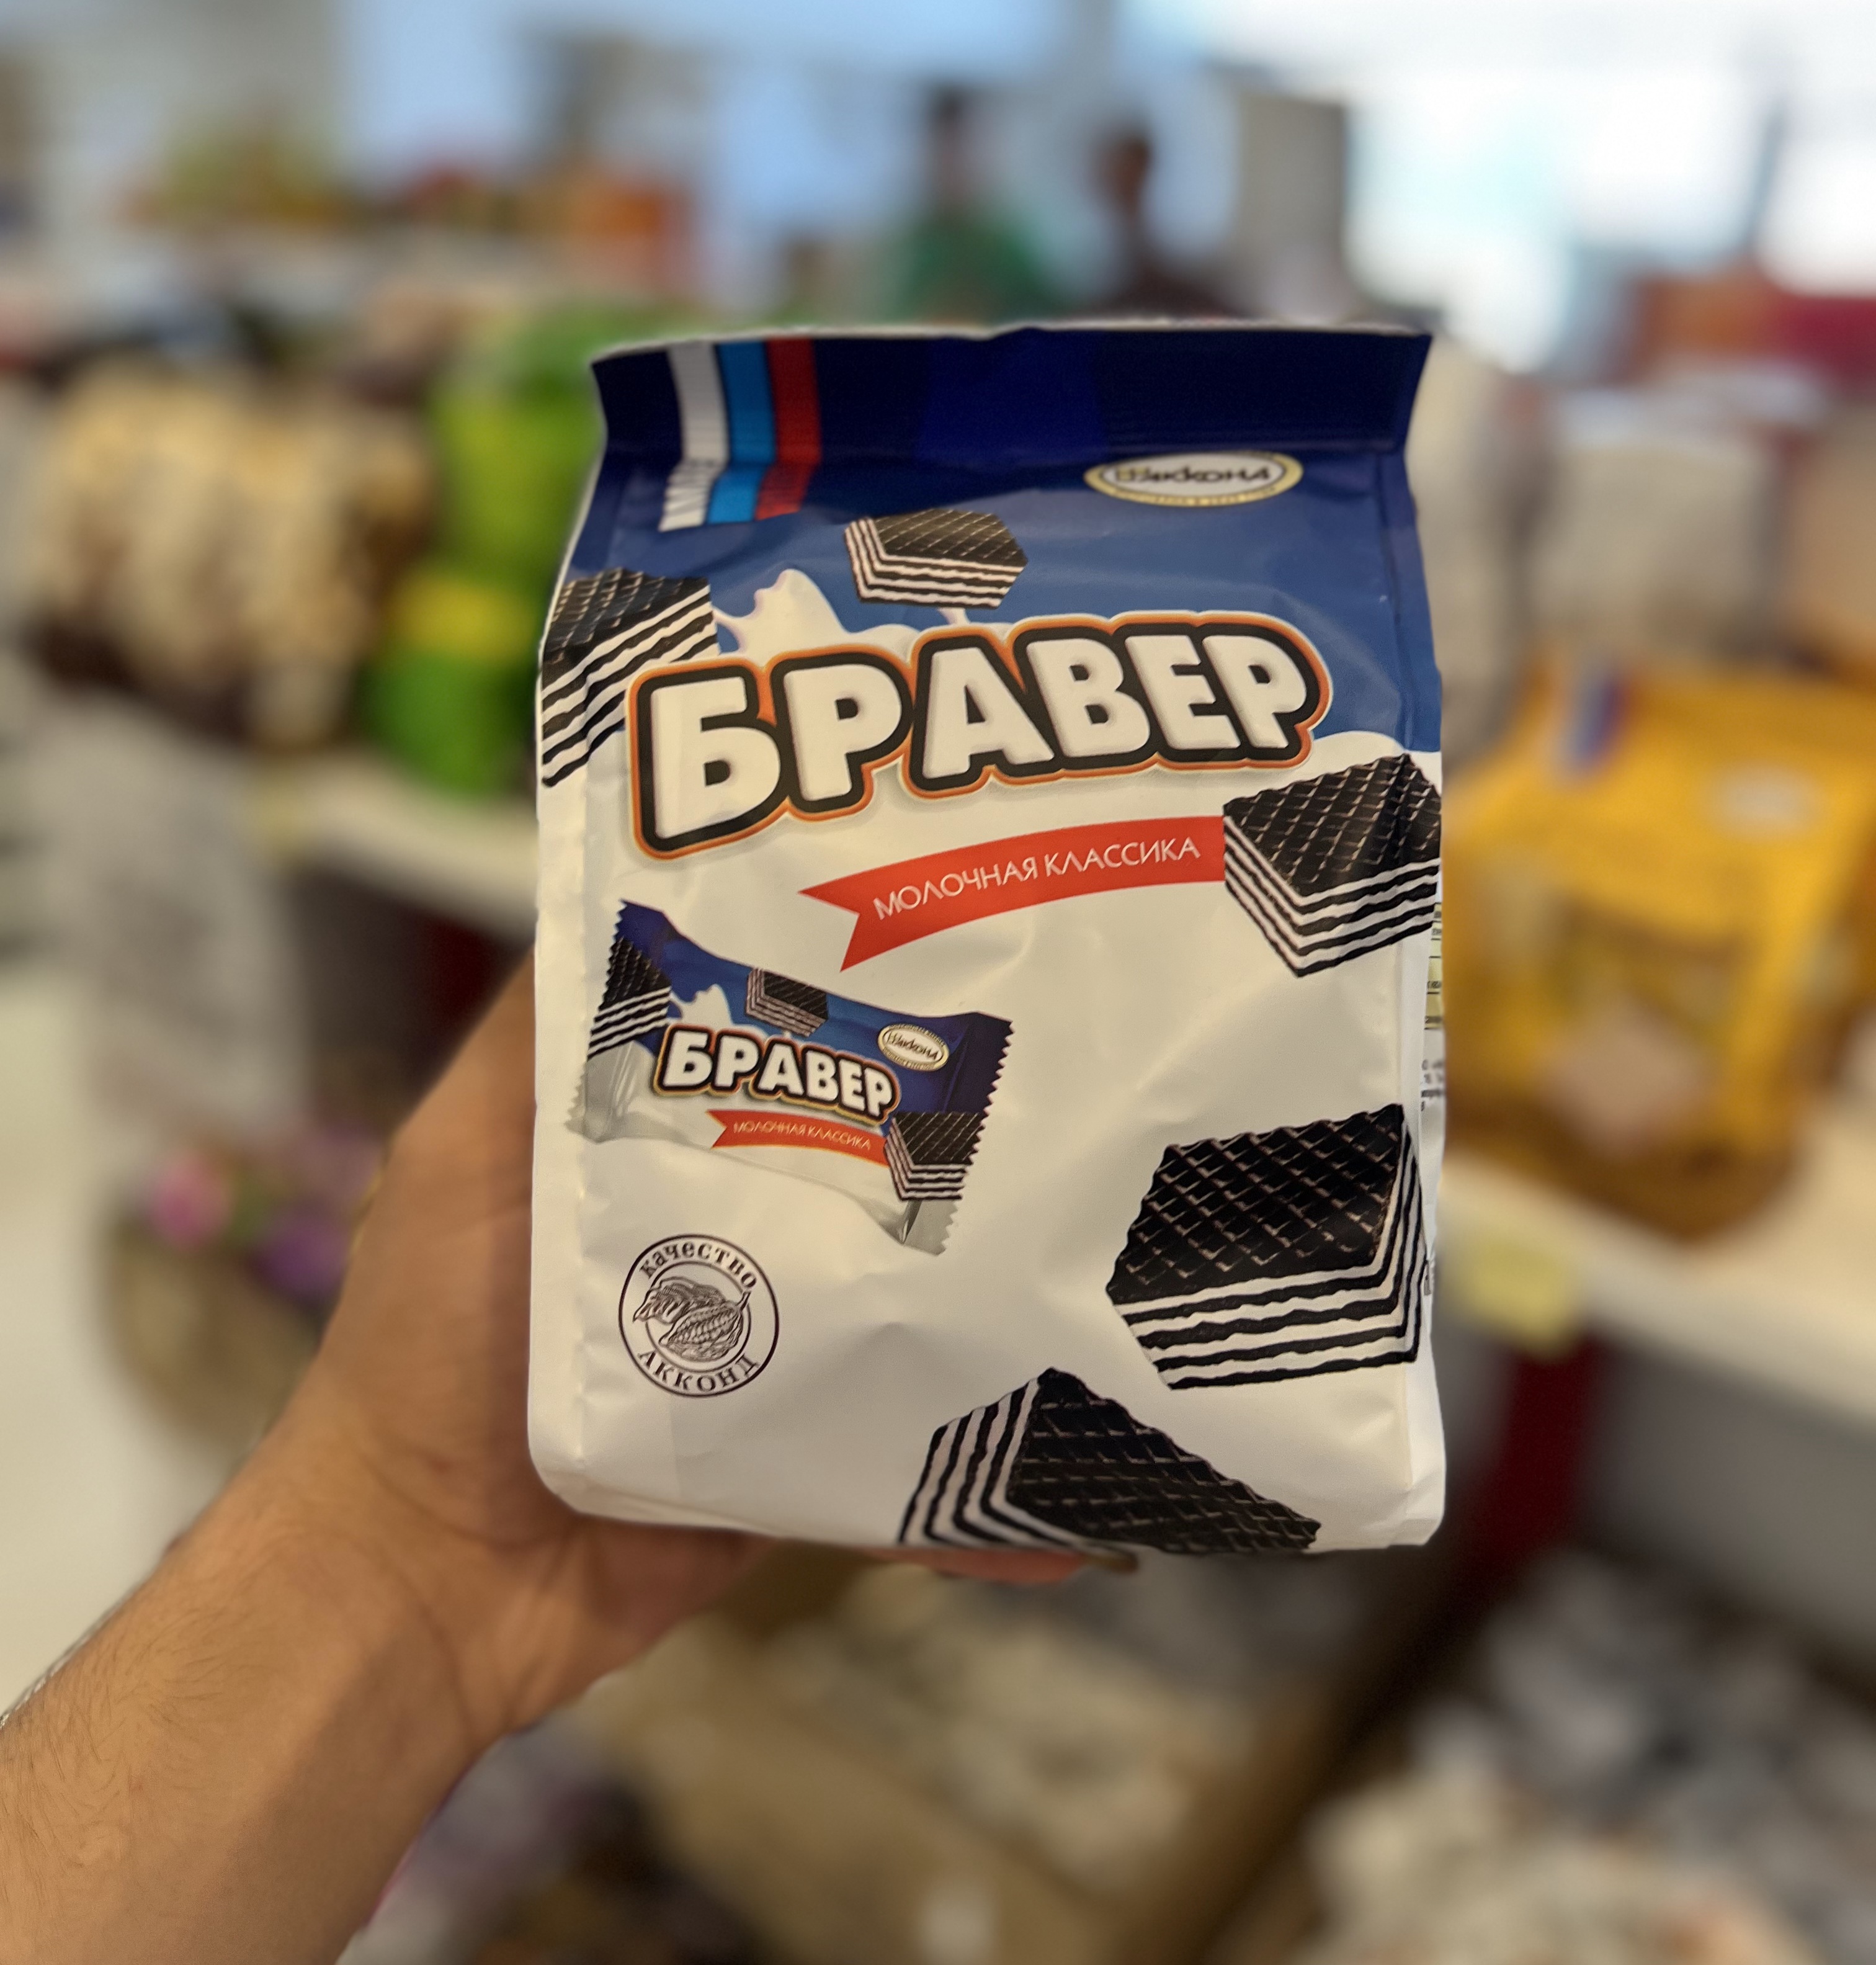 Акконд
БРАВЕР
МОЛОЧНАЯ КЛАССИКА
Акконд
БРАВЕР
МОЛОЧНАЯ КЛАССИКА
качество
АККОНД